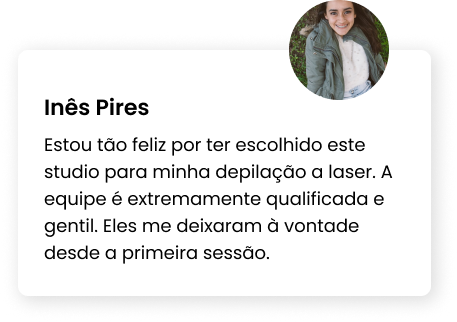 Inês Pires
Estou tão feliz por ter escolhido este
studio para minha depilação a laser. A
equipe é extremamente qualificada e
gentil. Eles me deixaram à vontade
desde a primeira sessão.